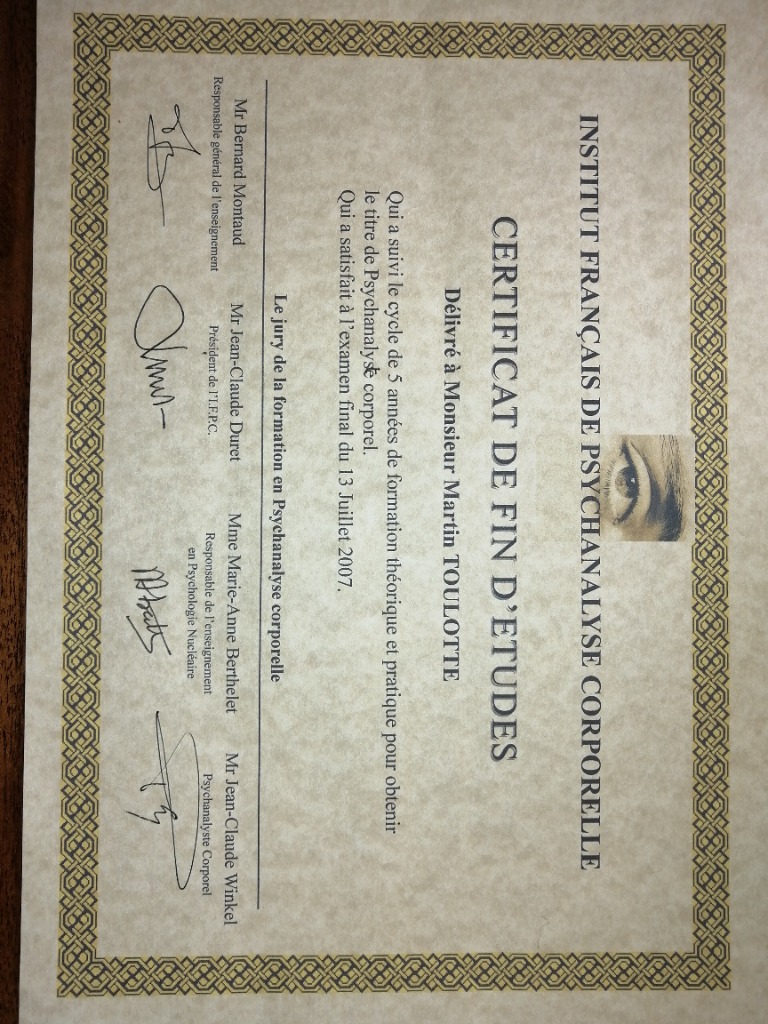 INSTITUT FRANÇAIS DE PSYCHANALYSE CORPORELLE
CERTIFICAT DE FIN D'ETUDES
Délivré à Monsieur Martin TOULOTTE
Qui a suivi le cycle de 5 années de formation théorique et pratique pour obtenir
le titre de Psychanalyste corporel.
Qui a satisfait à l'examen final du 13 Juillet 2007.
Le jury de la formation en Psychanalyse corporelle
Mr Bernard Montaud
Responsable général de l'enseignement
Mr Jean-Claude Duret
Président de l'I.F.P.C.
Mme Marie-Anne Berthelet
Responsable de l'enseignement
en Psychologie Nucléaire
Mr Jean-Claude Winkel
Psychanalyste Corporel